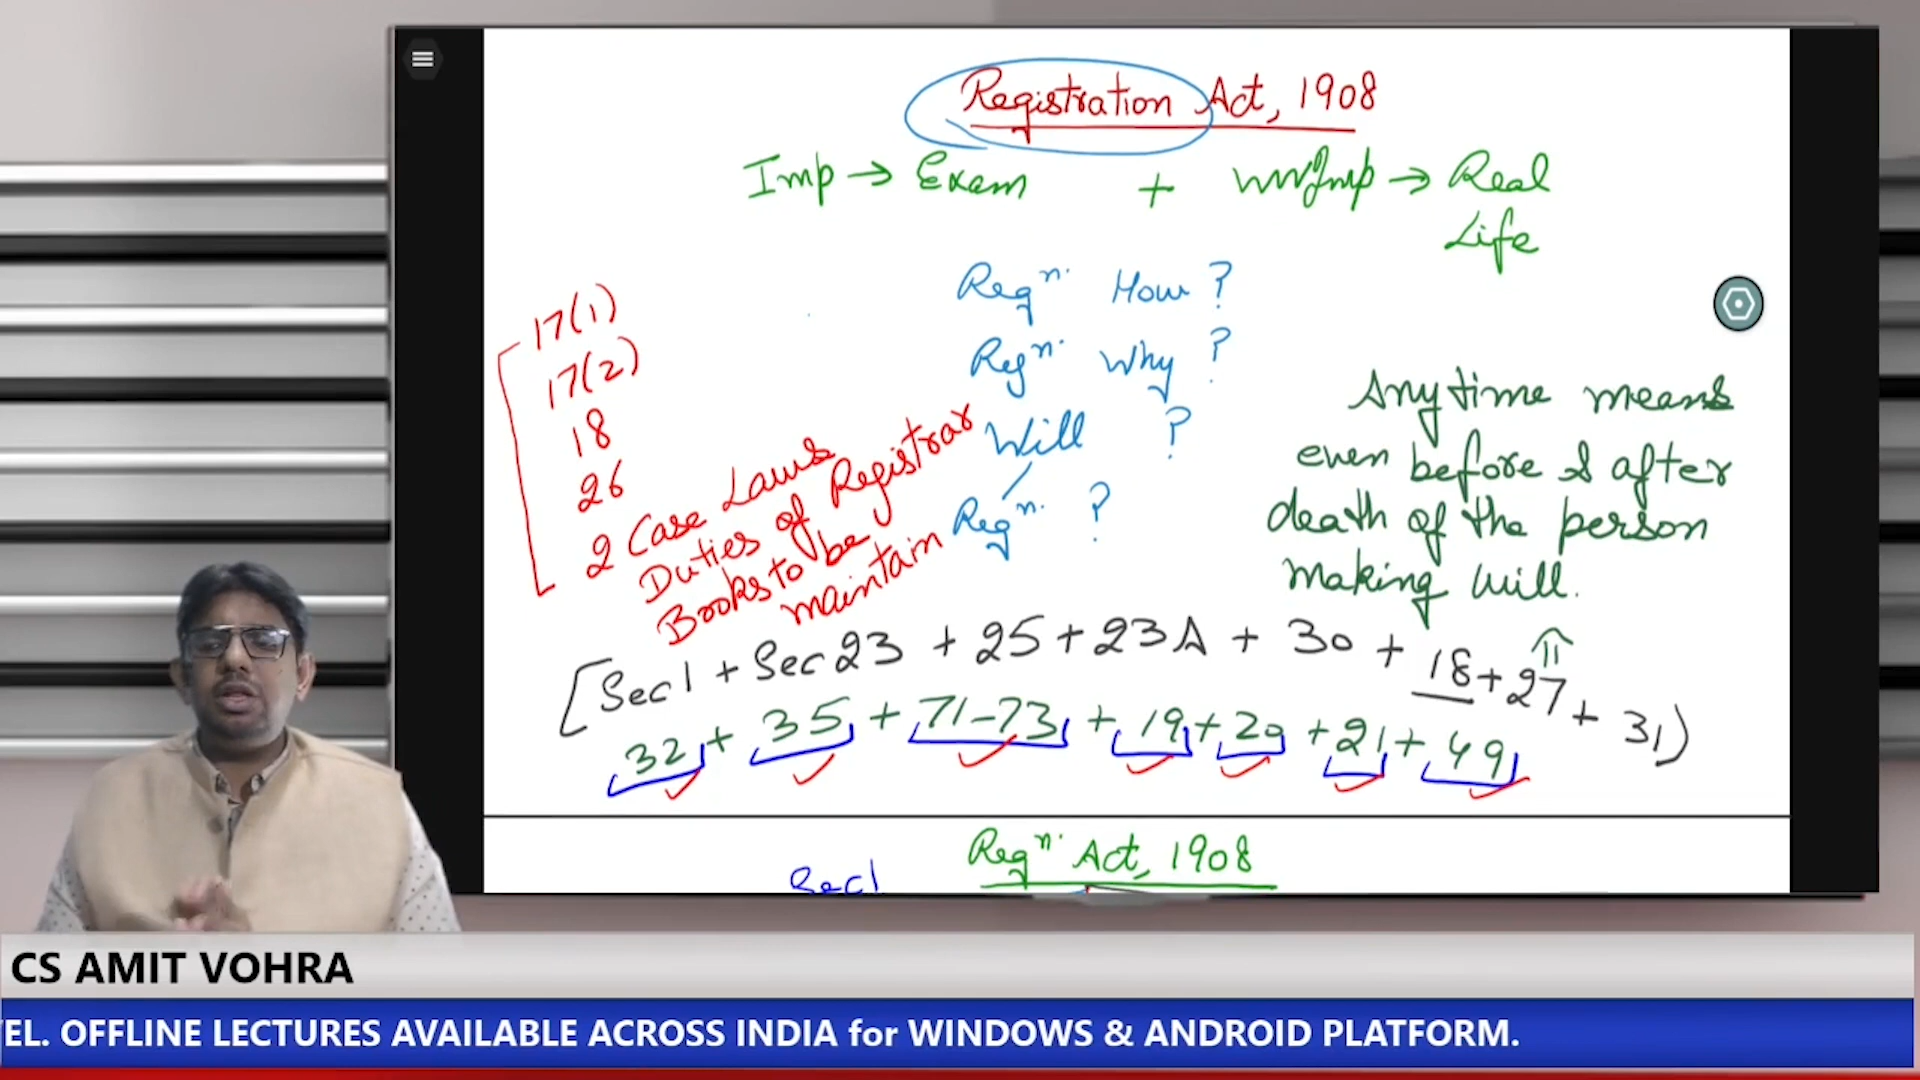 Registration Act, 1908
Imp → Exam + VVVImp → Real
Life
17(1)
17(2)
18
26
2 Case Laws
Duties of Registrar
Books to be
maintain
Regn. How ?
Regn. Why ?
Will ?
Regn. ?
Anytime means
even before & after
death of the person
making will.
[Sec 1 + Sec 23 + 25 + 23A + 30 + 18 + 27 + 31)
32 + 35 + 71-73 + 19 + 20 + 21 + 49
Regn. Act, 1908
Sec 1
CS AMIT VOHRA
EL. OFFLINE LECTURES AVAILABLE ACROSS INDIA for WINDOWS & ANDROID PLATFORM.